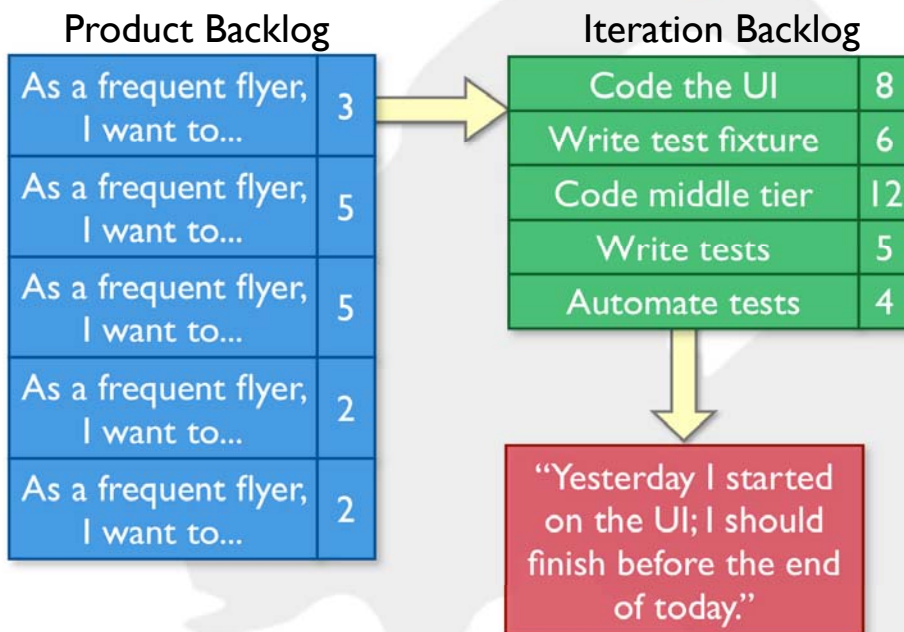 Product Backlog
As a frequent flyer,
I want to...
3
As a frequent flyer,
I want to...
5
As a frequent flyer,
I want to...
5
As a frequent flyer,
I want to...
2
As a frequent flyer,
I want to...
2
Iteration Backlog
Code the UI 8
Write test fixture 6
Code middle tier 12
Write tests 5
Automate tests 4
“Yesterday I started
on the UI; I should
finish before the end
of today.”